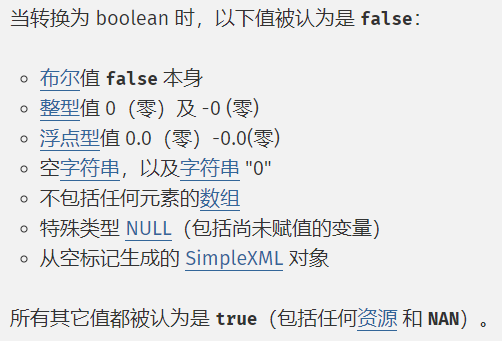 当转换为 boolean 时，以下值被认为是 false：
布尔值 false 本身
整型值 0（零）及 -0 (零)
浮点型值 0.0（零）-0.0(零)
空字符串，以及字符串 "0"
不包括任何元素的数组
特殊类型 NULL（包括尚未赋值的变量）
从空标记生成的 SimpleXML 对象
所有其它值都被认为是 true（包括任何资源 和 NAN）。